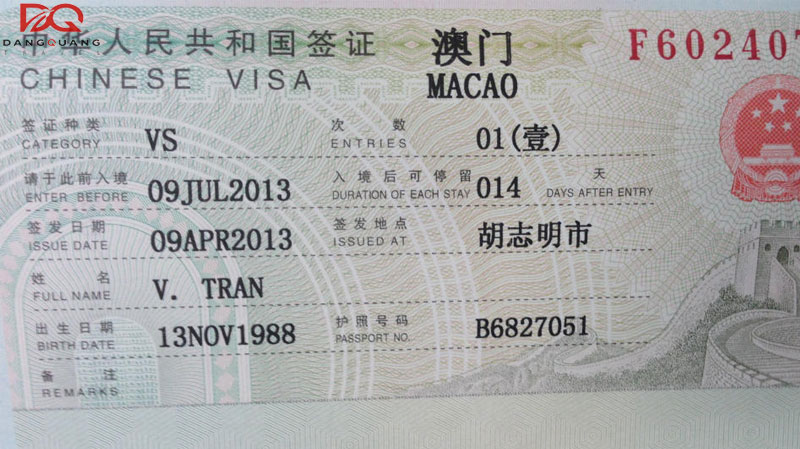 DQ
DANGQUANG
中华人民共和国签证 澳门 F602407
CHINESE VISA MACAO
签证种类 次数
CATEGORY VS ENTRIES 01(壹)
请于此前入境 入境后可停留 天
ENTER BEFORE 09JUL2013 DURATION OF EACH STAY 014 DAYS AFTER ENTRY
签发日期 签发地点
ISSUE DATE 09APR2013 ISSUED AT 胡志明市
姓名
FULL NAME V. TRAN
出生日期 护照号码
BIRTH DATE 13NOV1988 PASSPORT NO. B6827051
备注
REMARKS